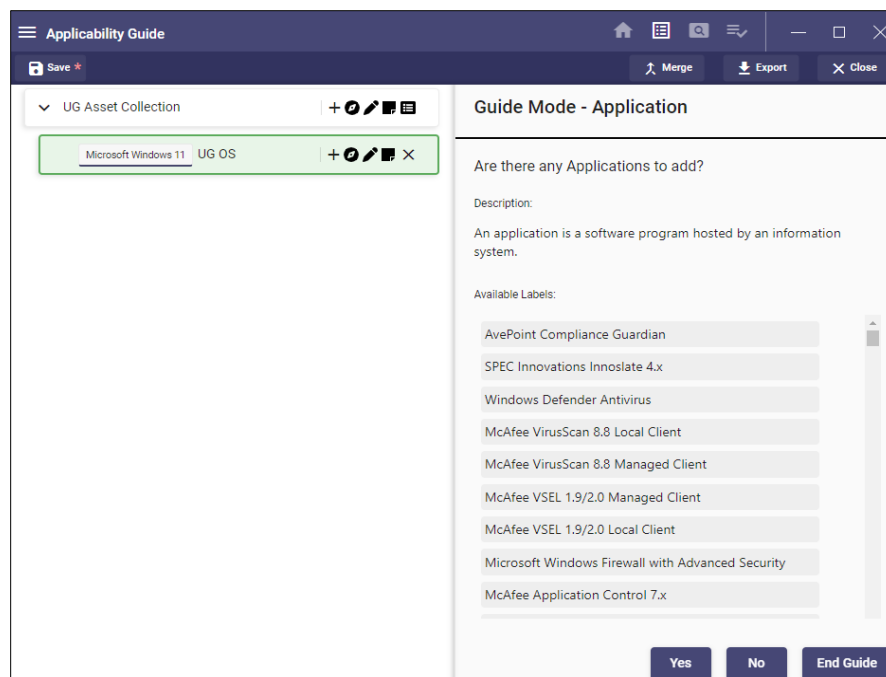 Applicability Guide
Save *
Merge
Export
Close
UG Asset Collection
Microsoft Windows 11 UG OS
Guide Mode - Application
Are there any Applications to add?
Description:
An application is a software program hosted by an information
system.
Available Labels:
AvePoint Compliance Guardian
SPEC Innovations Innoslate 4.x
Windows Defender Antivirus
McAfee VirusScan 8.8 Local Client
McAfee VirusScan 8.8 Managed Client
McAfee VSEL 1.9/2.0 Managed Client
McAfee VSEL 1.9/2.0 Local Client
Microsoft Windows Firewall with Advanced Security
McAfee Application Control 7.x
Yes
No
End Guide